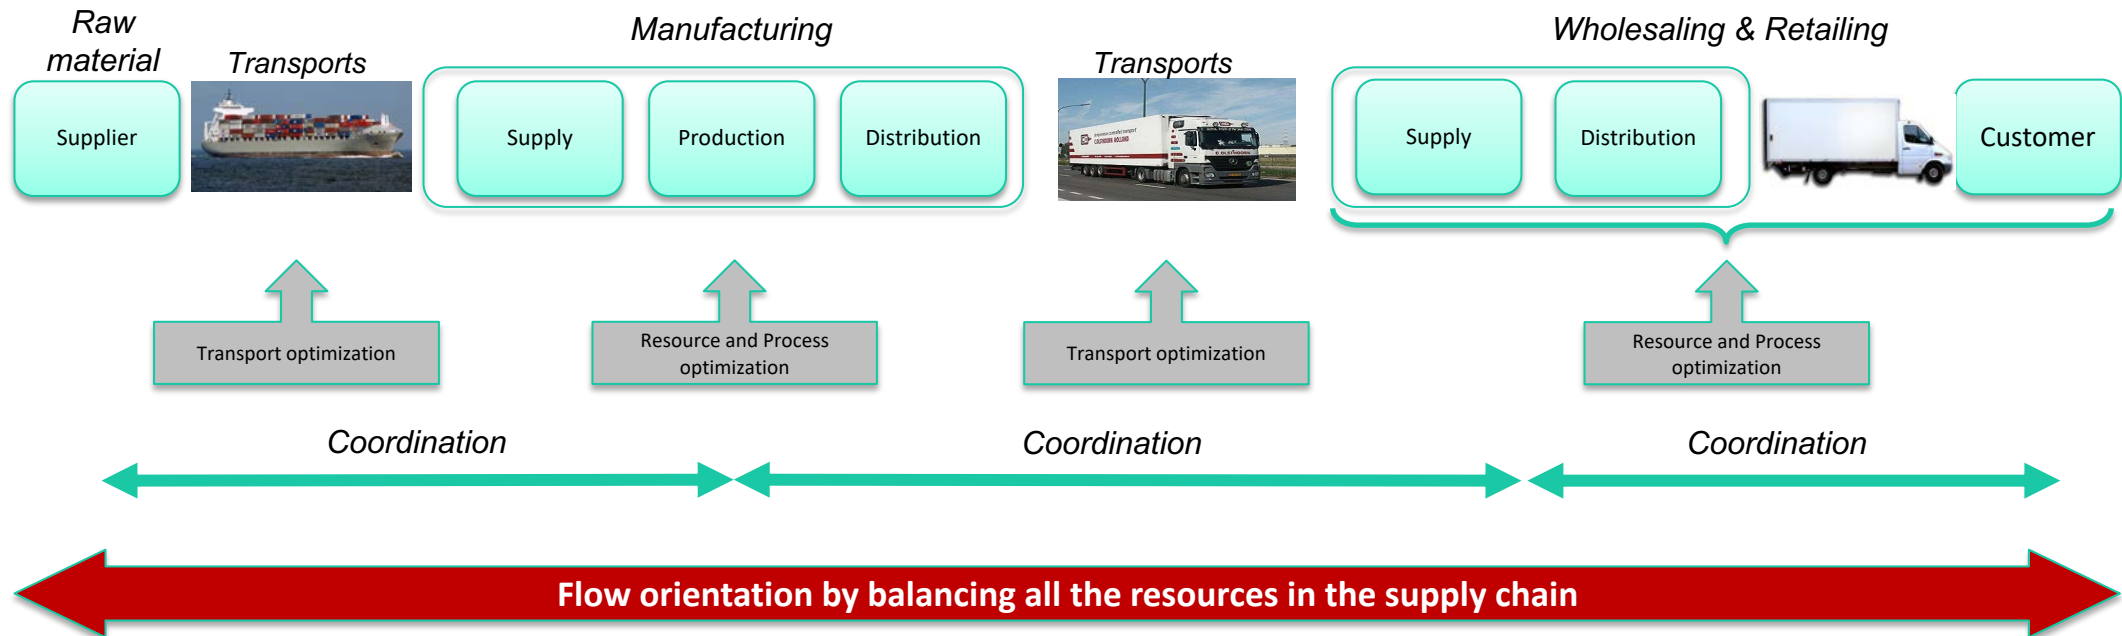 Raw
material
Transports
Manufacturing
Transports
Wholesaling & Retailing
Supplier
Supply
Production
Distribution
Supply
Distribution
Customer
Transport optimization
Resource and Process
optimization
Transport optimization
Resource and Process
optimization
Coordination
Coordination
Coordination
Flow orientation by balancing all the resources in the supply chain